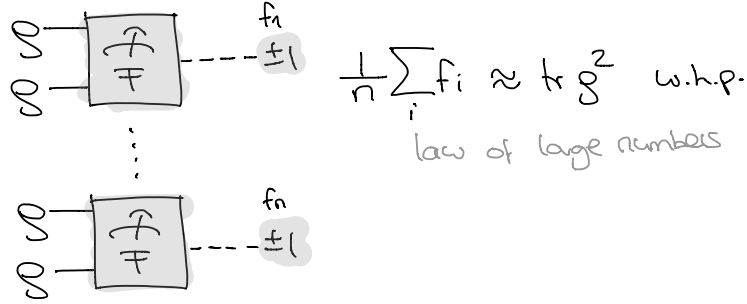 f₁
ρ
F
±1
ρ
1/n ∑ᵢ fᵢ ≈ tr ρ² w.h.p.
law of large numbers
fₙ
ρ
F
±1
ρ